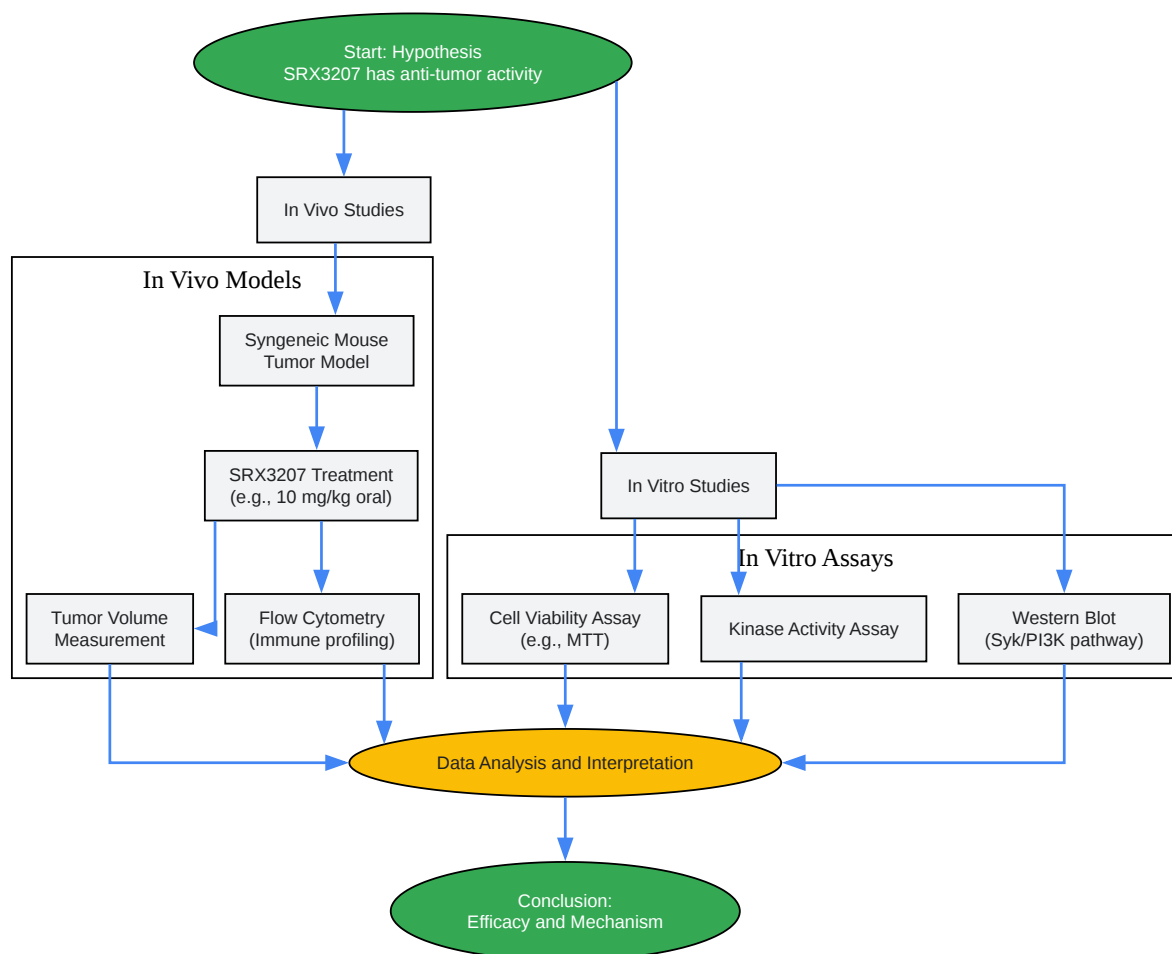 Start: Hypothesis
SRX3207 has anti-tumor activity
In Vivo Studies
In Vivo Models
Syngeneic Mouse
Tumor Model
SRX3207 Treatment
(e.g., 10 mg/kg oral)
Tumor Volume
Measurement
Flow Cytometry
(Immune profiling)
In Vitro Studies
In Vitro Assays
Cell Viability Assay
(e.g., MTT)
Kinase Activity Assay
Western Blot
(Syk/PI3K pathway)
Data Analysis and Interpretation
Conclusion:
Efficacy and Mechanism